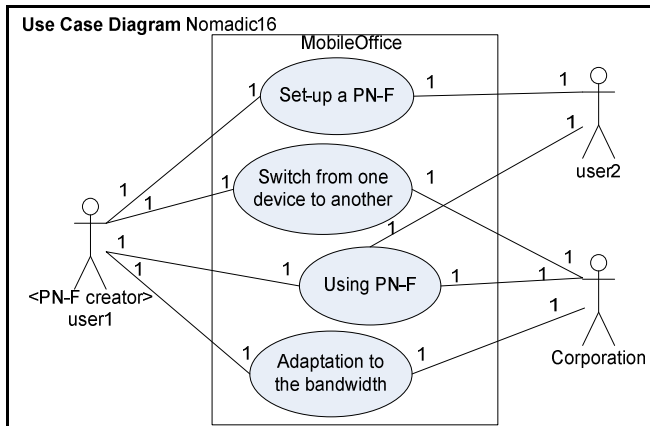 Use Case Diagram Nomadic16
MobileOffice
Set-up a PN-F
1
1
1
1
Switch from one
device to another
1
1
1
1
user2
1
1
1
1
Using PN-F
1
1
1
1
1
<PN-F creator>
user1
Adaptation to
the bandwidth
1
1
1
Corporation